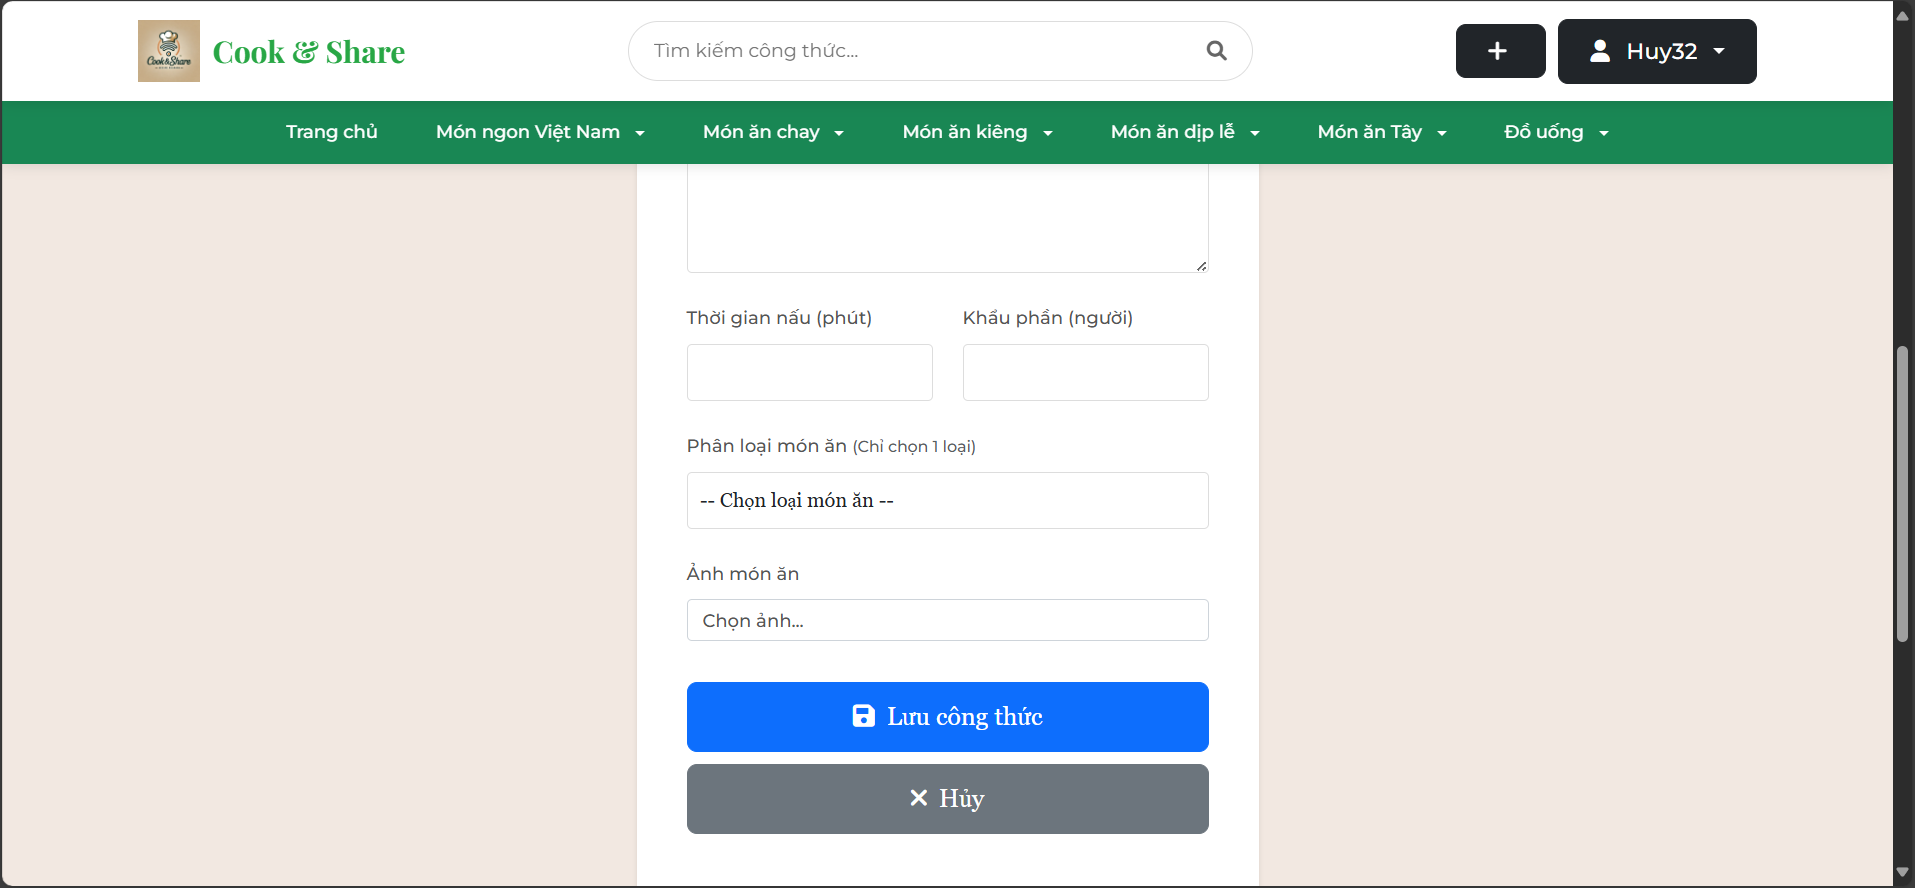 Cook&Share
Cook & Share
Tìm kiếm công thức...
Huy32
Trang chủ
Món ngon Việt Nam
Món ăn chay
Món ăn kiêng
Món ăn dịp lễ
Món ăn Tây
Đồ uống
Thời gian nấu (phút)
Khẩu phần (người)
Phân loại món ăn (Chỉ chọn 1 loại)
-- Chọn loại món ăn --
Ảnh món ăn
Chọn ảnh...
Lưu công thức
Hủy